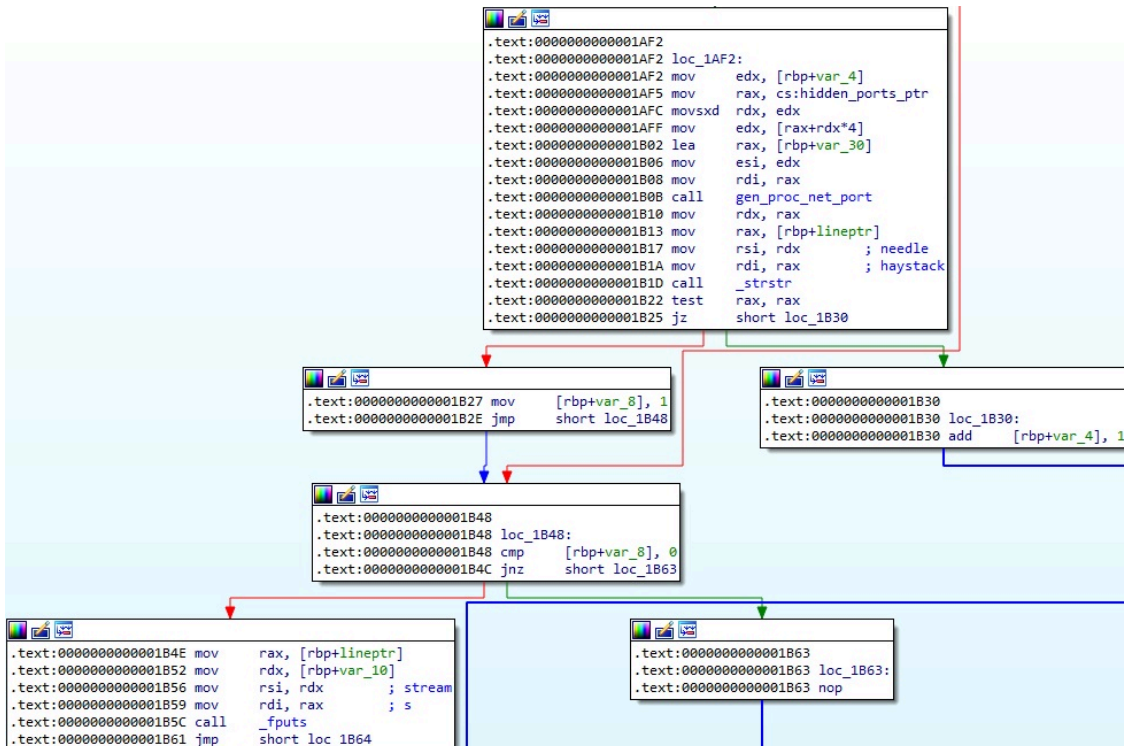 .text:0000000000001AF2
.text:0000000000001AF2 loc_1AF2:
.text:0000000000001AF2 mov edx, [rbp+var_4]
.text:0000000000001AF5 mov rax, cs:hidden_ports_ptr
.text:0000000000001AFC movsxd rdx, edx
.text:0000000000001AFF mov edx, [rax+rdx*4]
.text:0000000000001B02 lea rax, [rbp+var_30]
.text:0000000000001B06 mov esi, edx
.text:0000000000001B08 mov rdi, rax
.text:0000000000001B0B call gen_proc_net_port
.text:0000000000001B10 mov rdx, rax
.text:0000000000001B13 mov rax, [rbp+lineptr]
.text:0000000000001B17 mov rsi, rdx ; needle
.text:0000000000001B1A mov rdi, rax ; haystack
.text:0000000000001B1D call _strstr
.text:0000000000001B22 test rax, rax
.text:0000000000001B25 jz short loc_1B30
.text:0000000000001B27 mov [rbp+var_8], 1
.text:0000000000001B2E jmp short loc_1B48
.text:0000000000001B30
.text:0000000000001B30 loc_1B30:
.text:0000000000001B30 add [rbp+var_4], 1
.text:0000000000001B48
.text:0000000000001B48 loc_1B48:
.text:0000000000001B48 cmp [rbp+var_8], 0
.text:0000000000001B4C jnz short loc_1B63
.text:0000000000001B4E mov rax, [rbp+lineptr]
.text:0000000000001B52 mov rdx, [rbp+var_10]
.text:0000000000001B56 mov rsi, rdx ; stream
.text:0000000000001B59 mov rdi, rax ; s
.text:0000000000001B5C call _fputs
.text:0000000000001B61 jmp short loc_1B64
.text:0000000000001B63
.text:0000000000001B63 loc_1B63:
.text:0000000000001B63 nop